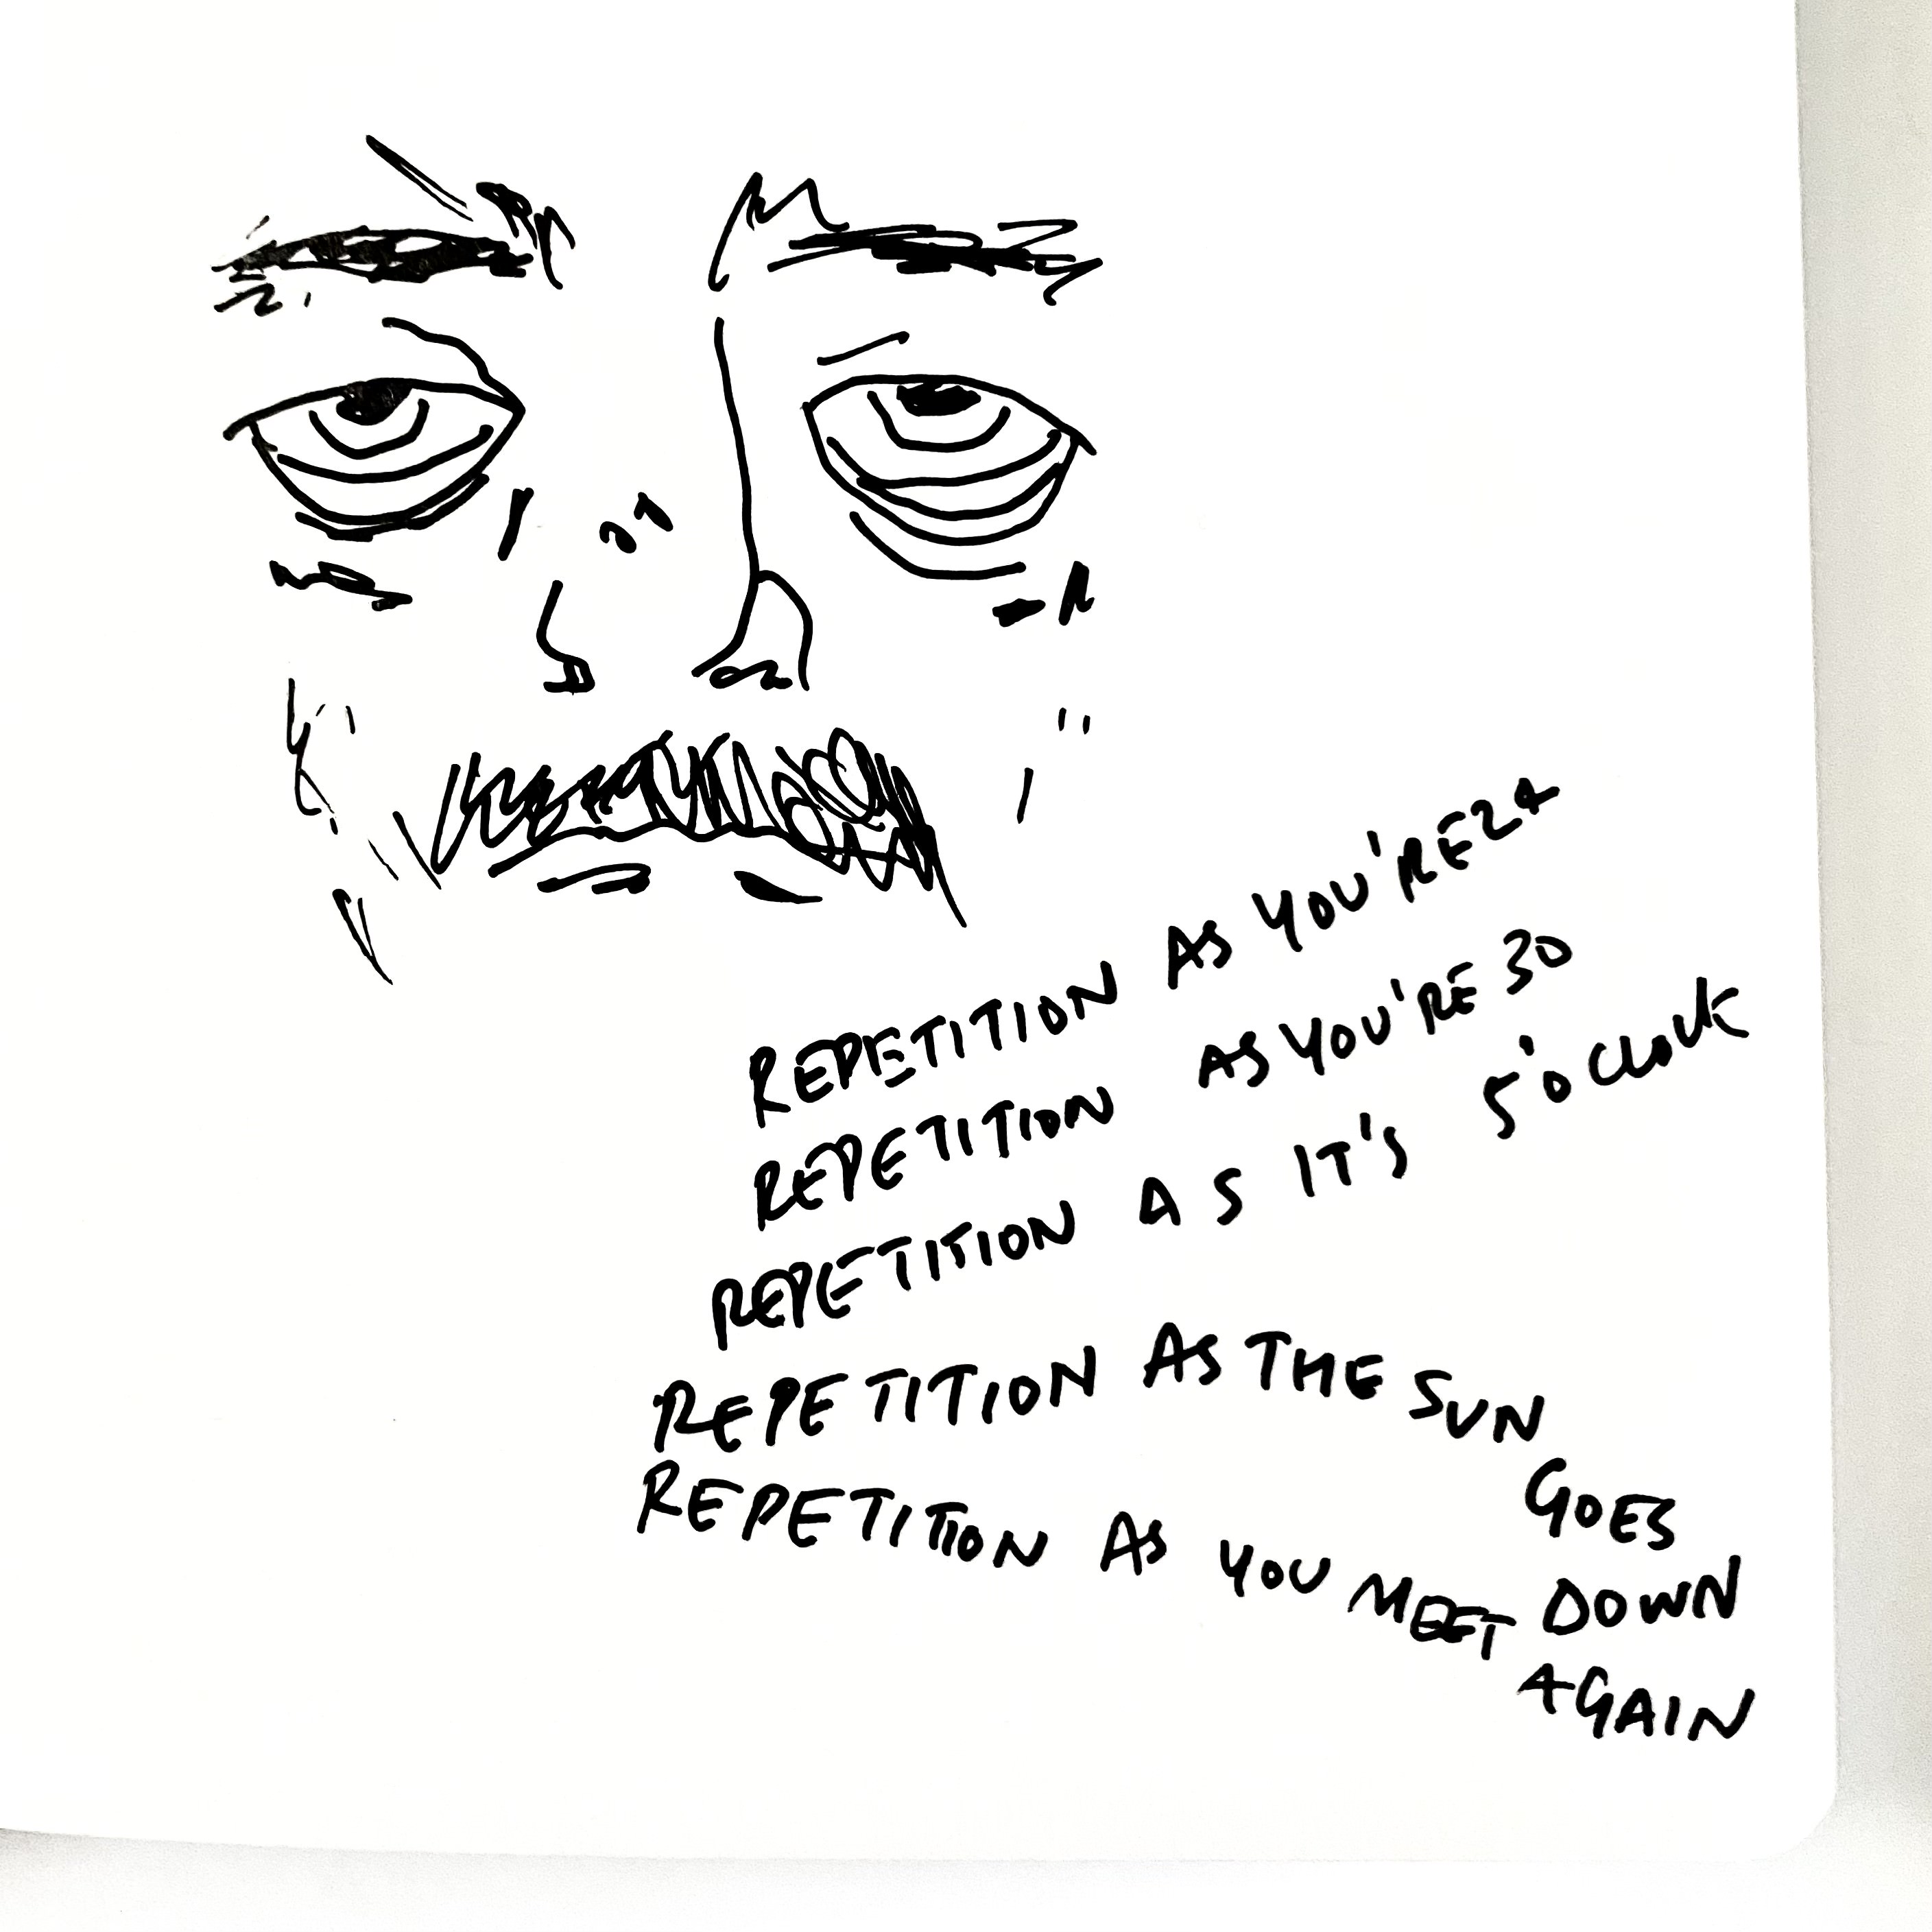 REPETITION AS YOU'RE 24
REPETITION AS YOU'RE 30
REPETITION AS IT'S 5 O'CLOCK
REPETITION AS THE SUN
GOES
DOWN
REPETITION AS YOU MEET
AGAIN